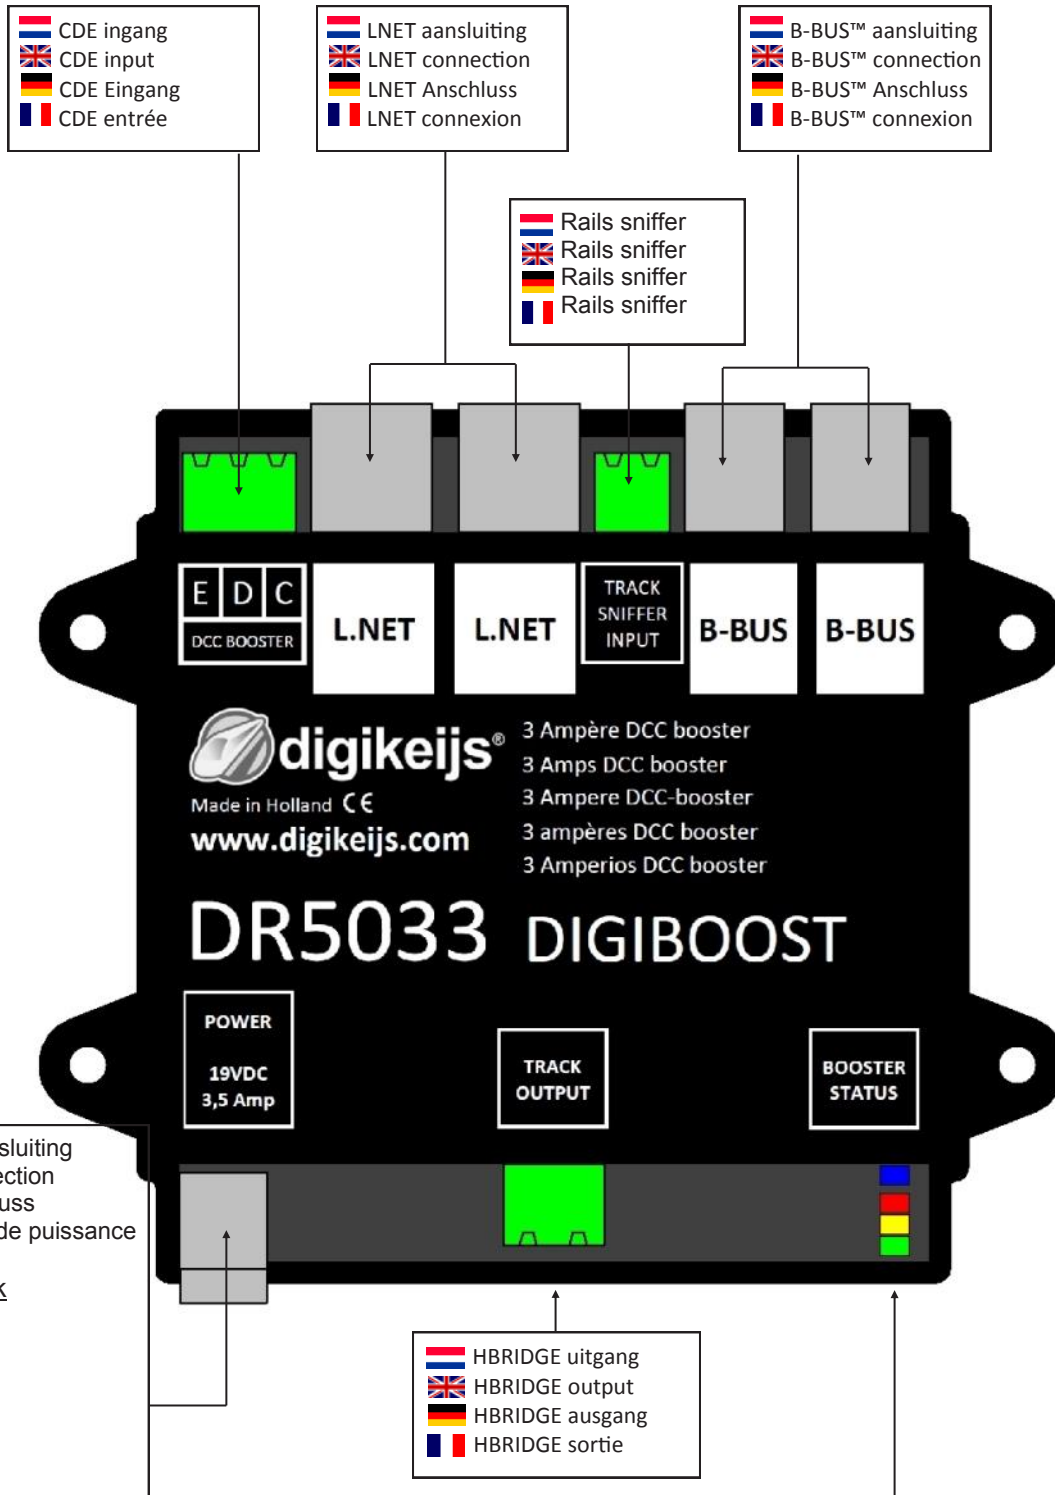 CDE ingang
CDE input
CDE Eingang
CDE entrée
LNET aansluiting
LNET connection
LNET Anschluss
LNET connexion
B-BUS™ aansluiting
B-BUS™ connection
B-BUS™ Anschluss
B-BUS™ connexion
Rails sniffer
Rails sniffer
Rails sniffer
Rails sniffer
E D C
DCC BOOSTER
L.NET
L.NET
TRACK
SNIFFER
INPUT
B-BUS
B-BUS
digikeijs®
Made in Holland CE
www.digikeijs.com
3 Ampère DCC booster
3 Amps DCC booster
3 Ampere DCC-booster
3 ampères DCC booster
3 Amperios DCC booster
DR5033 DIGIBOOST
POWER
19VDC
3,5 Amp
TRACK
OUTPUT
BOOSTER
STATUS
sluiting
ection
uss
de puissance
k
HBRIDGE uitgang
HBRIDGE output
HBRIDGE ausgang
HBRIDGE sortie